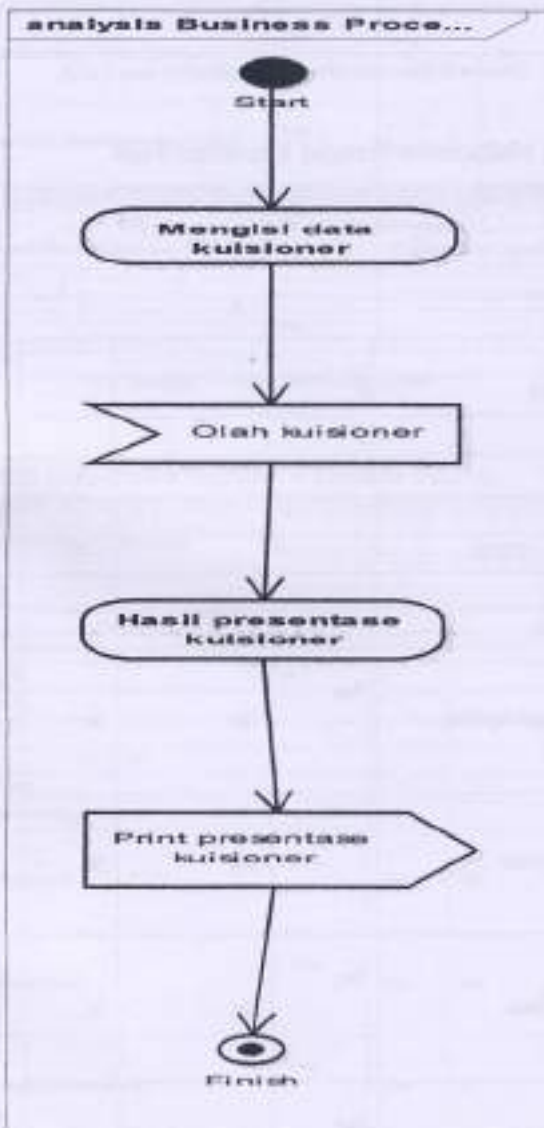 analysis Business Proce...
Start
Mengisi data
kuisioner
Olah kuisioner
Hasil presentase
kuisioner
Print presentase
kuisioner
Finish